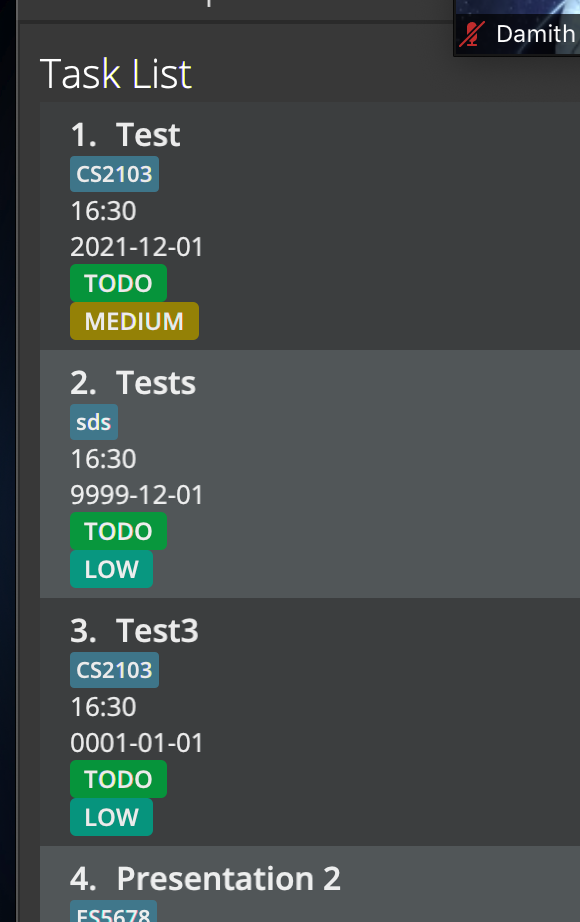 Damith
Task List
1. Test
CS2103
16:30
2021-12-01
TODO
MEDIUM
2. Tests
sds
16:30
9999-12-01
TODO
LOW
3. Test3
CS2103
16:30
0001-01-01
TODO
LOW
4. Presentation 2
ES5678